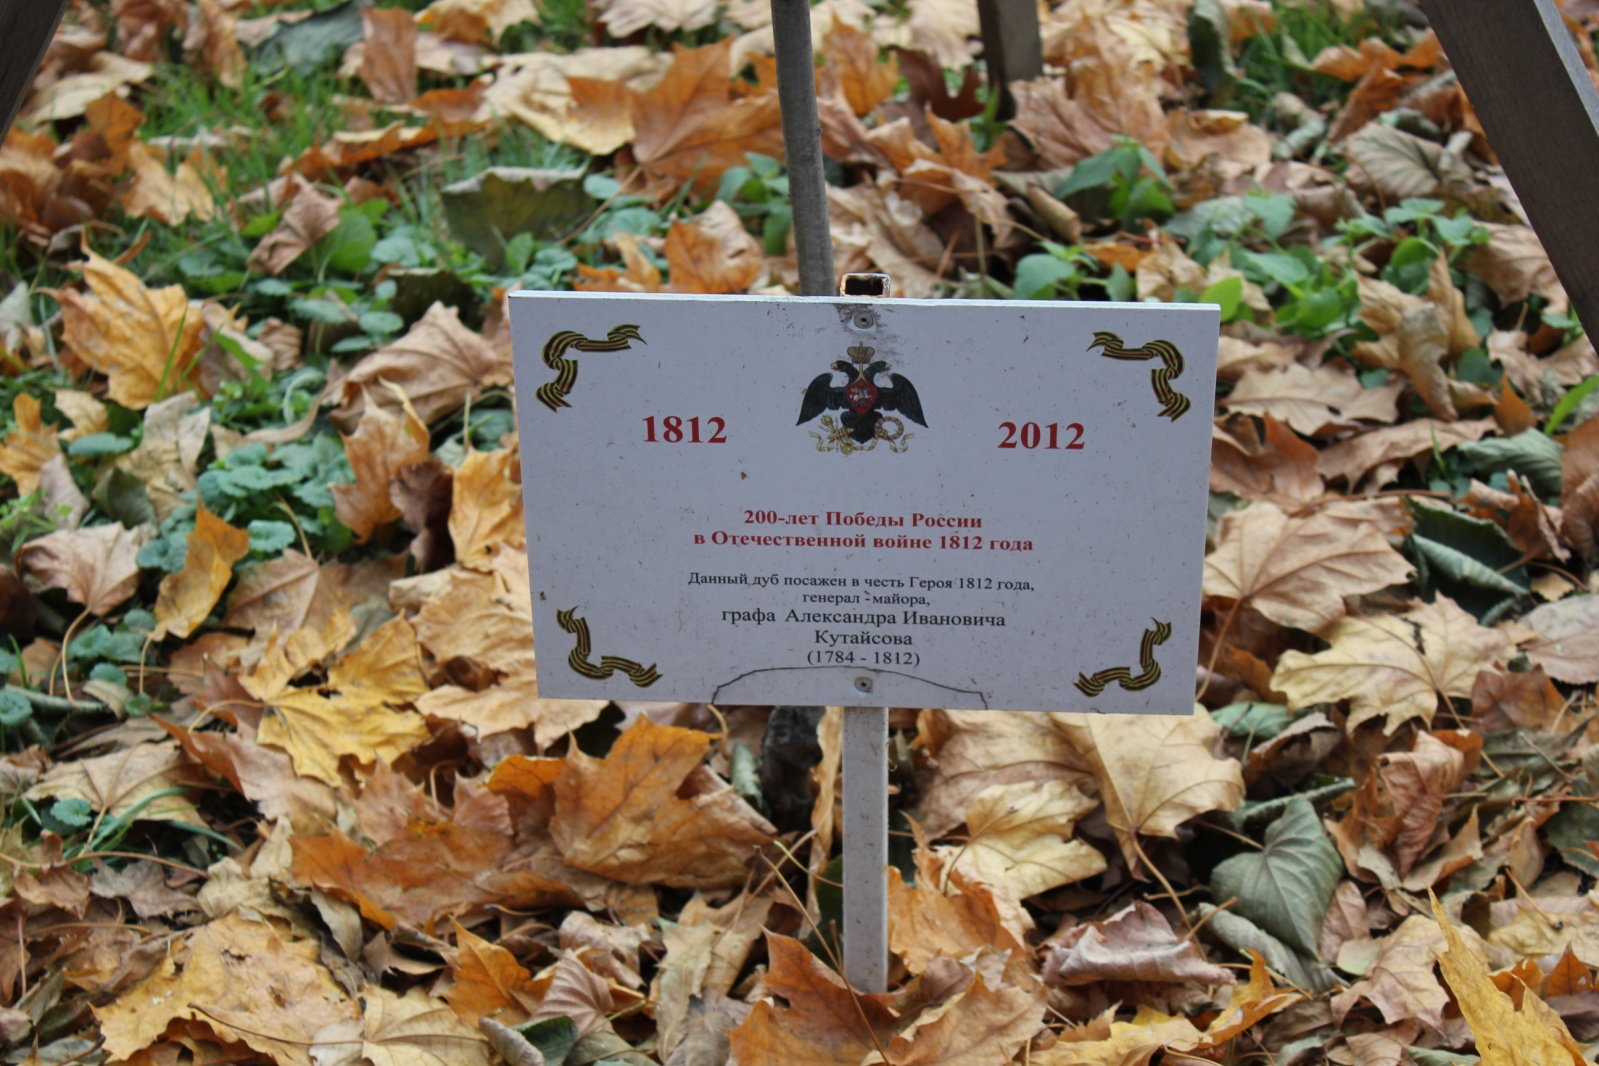 1812 2012
200-лет Победы России
в Отечественной войне 1812 года
Данный дуб посажен в честь Героя 1812 года,
генерал -майора,
графа Александра Ивановича
Кутайсова
(1784 - 1812)